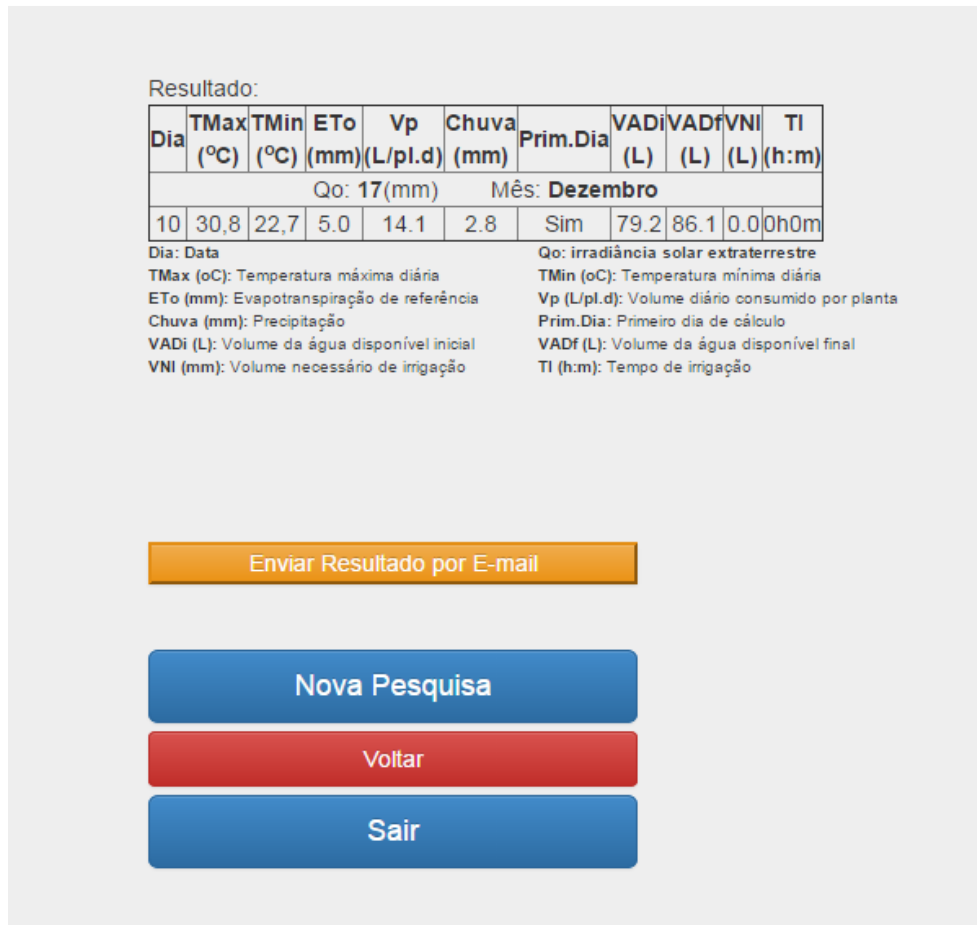 Resultado:
Dia TMax (ºC) TMin (ºC) ETo (mm) Vp (L/pl.d) Chuva (mm) Prim.Dia VADi (L) VADf (L) VNI (L) TI (h:m)
Qo: 17(mm) Mês: Dezembro
10 30,8 22,7 5.0 14.1 2.8 Sim 79.2 86.1 0.0 0h0m
Dia: Data Qo: irradiância solar extraterrestre
TMax (oC): Temperatura máxima diária TMin (oC): Temperatura mínima diária
ETo (mm): Evapotranspiração de referência Vp (L/pl.d): Volume diário consumido por planta
Chuva (mm): Precipitação Prim.Dia: Primeiro dia de cálculo
VADi (L): Volume da água disponível inicial VADf (L): Volume da água disponível final
VNI (mm): Volume necessário de irrigação TI (h:m): Tempo de irrigação
Enviar Resultado por E-mail
Nova Pesquisa
Voltar
Sair